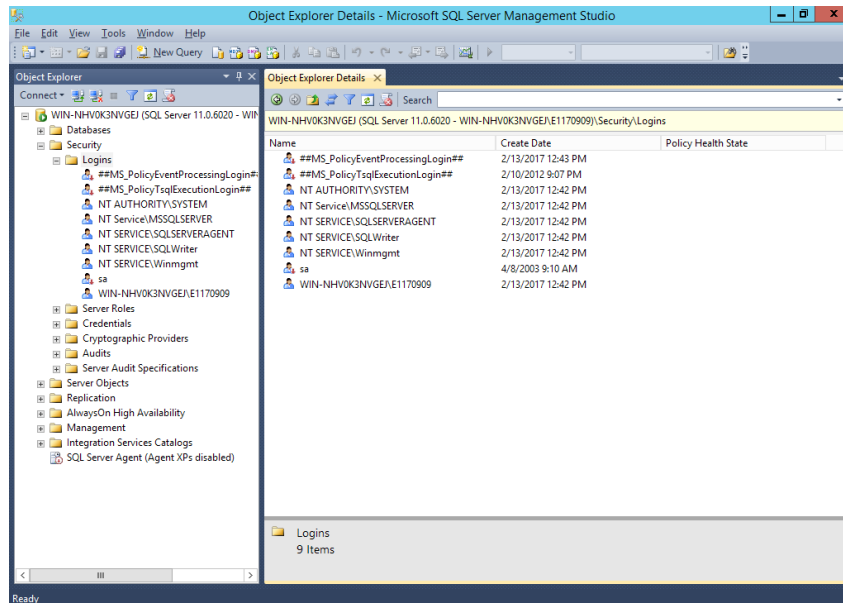 Object Explorer Details - Microsoft SQL Server Management Studio
File Edit View Tools Window Help
New Query
Object Explorer
Connect
WIN-NHV0K3NVGEJ (SQL Server 11.0.6020 - WIN
Databases
Security
Logins
##MS_PolicyEventProcessingLogin#
##MS_PolicyTsqlExecutionLogin##
NT AUTHORITY\SYSTEM
NT Service\MSSQLSERVER
NT SERVICE\SQLSERVERAGENT
NT SERVICE\SQLWriter
NT SERVICE\Winmgmt
sa
WIN-NHV0K3NVGEJ\E1170909
Server Roles
Credentials
Cryptographic Providers
Audits
Server Audit Specifications
Server Objects
Replication
AlwaysOn High Availability
Management
Integration Services Catalogs
SQL Server Agent (Agent XPs disabled)
Object Explorer Details
Search
WIN-NHV0K3NVGEJ (SQL Server 11.0.6020 - WIN-NHV0K3NVGEJ\E1170909)\Security\Logins
Name Create Date Policy Health State
##MS_PolicyEventProcessingLogin## 2/13/2017 12:43 PM
##MS_PolicyTsqlExecutionLogin## 2/10/2012 9:07 PM
NT AUTHORITY\SYSTEM 2/13/2017 12:42 PM
NT Service\MSSQLSERVER 2/13/2017 12:42 PM
NT SERVICE\SQLSERVERAGENT 2/13/2017 12:42 PM
NT SERVICE\SQLWriter 2/13/2017 12:42 PM
NT SERVICE\Winmgmt 2/13/2017 12:42 PM
sa 4/8/2003 9:10 AM
WIN-NHV0K3NVGEJ\E1170909 2/13/2017 12:42 PM
Logins
9 Items
Ready